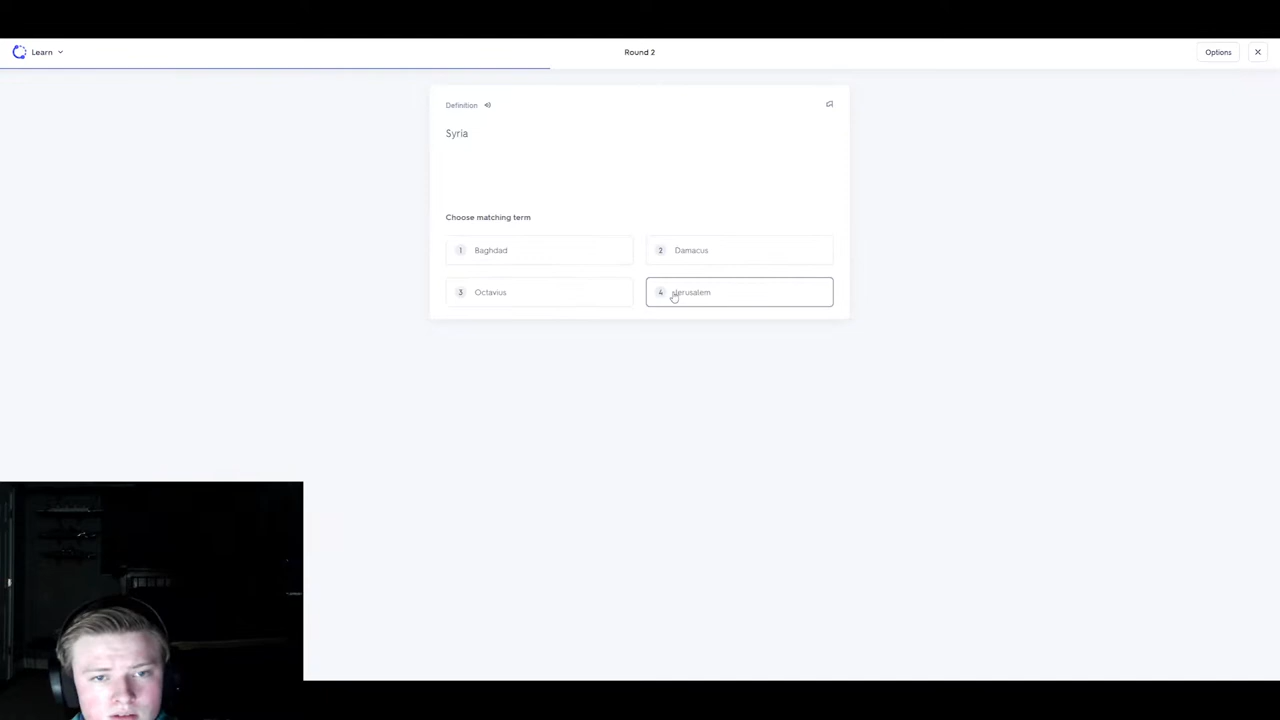 Learn
Round 2
Options
Definition
Syria
Choose matching term
1 Baghdad
2 Damacus
3 Octavius
4 Jerusalem